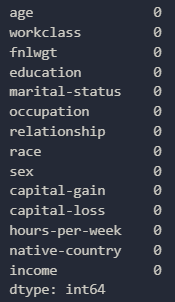 age 0
workclass 0
fnlwgt 0
education 0
marital-status 0
occupation 0
relationship 0
race 0
sex 0
capital-gain 0
capital-loss 0
hours-per-week 0
native-country 0
income 0
dtype: int64